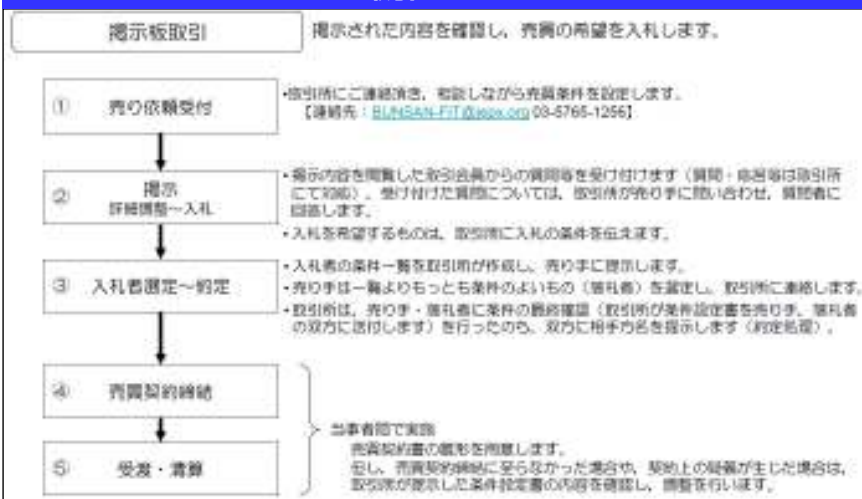 掲示板取引
掲示された内容を確認し、売買の希望を入札します。
① 売り依頼受付
・取引所にご連絡頂き、相談しながら売買条件を設定します。
【連絡先：BUNSAN-FIT@jepx.org 03-5765-1256】
② 掲示
詳細調整～入札
・掲示内容を閲覧した取引会員からの質問等を受け付けます（質問・応答等は取引所
にて対応）。受け付けた質問については、取引所が売り手に問い合わせ、質問者に
回答します。
・入札を希望するものは、取引所に入札の条件を伝えます。
③ 入札者選定～約定
・入札者の条件一覧を取引所が作成し、売り手に提示します。
・売り手は一覧よりもっとも条件のよいもの（落札者）を選定し、取引所に連絡します。
・取引所は、売り手・落札者に条件の最終確認（取引所が条件設定書を売り手、落札者
の双方に送付します）を行ったのち、双方に相手方名を提示します（約定処理）。
④ 売買契約締結
⑤ 受渡・清算
当事者間で実施
売買契約書の雛形を用意します。
但し、売買契約締結に至らなかった場合や、契約上の疑義が生じた場合は、
取引所が提示した条件設定書の内容を確認し、調整を行います。